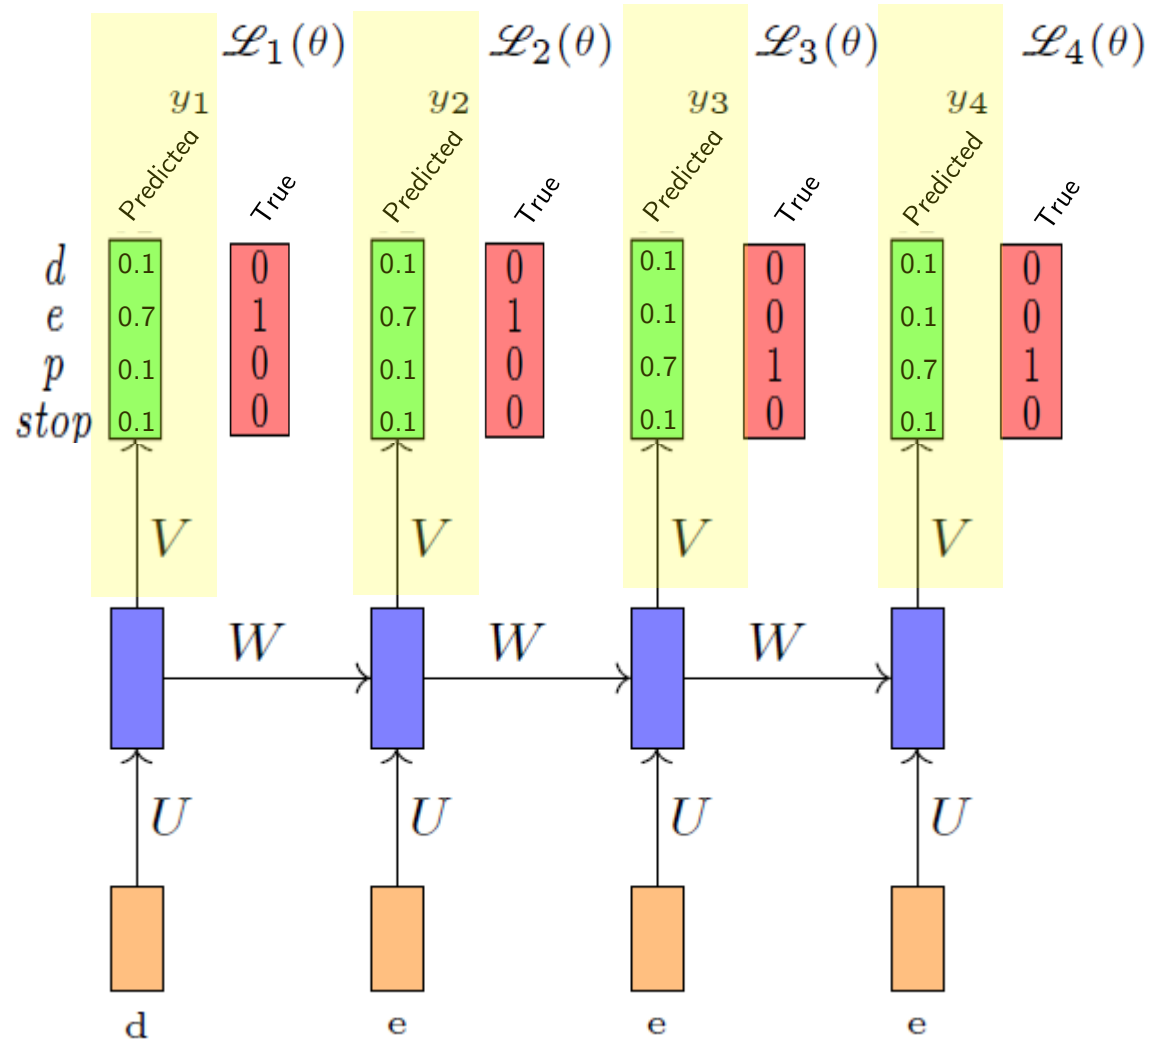 ℒ1(θ) ℒ2(θ) ℒ3(θ) ℒ4(θ)
y1 y2 y3 y4
Predicted True Predicted True Predicted True Predicted True
d 0.1 0 0.1 0 0.1 0 0.1 0
e 0.7 1 0.7 1 0.1 0 0.1 0
p 0.1 0 0.1 0 0.7 1 0.7 1
stop 0.1 0 0.1 0 0.1 0 0.1 0
V V V V
W W W
U U U U
d e e e